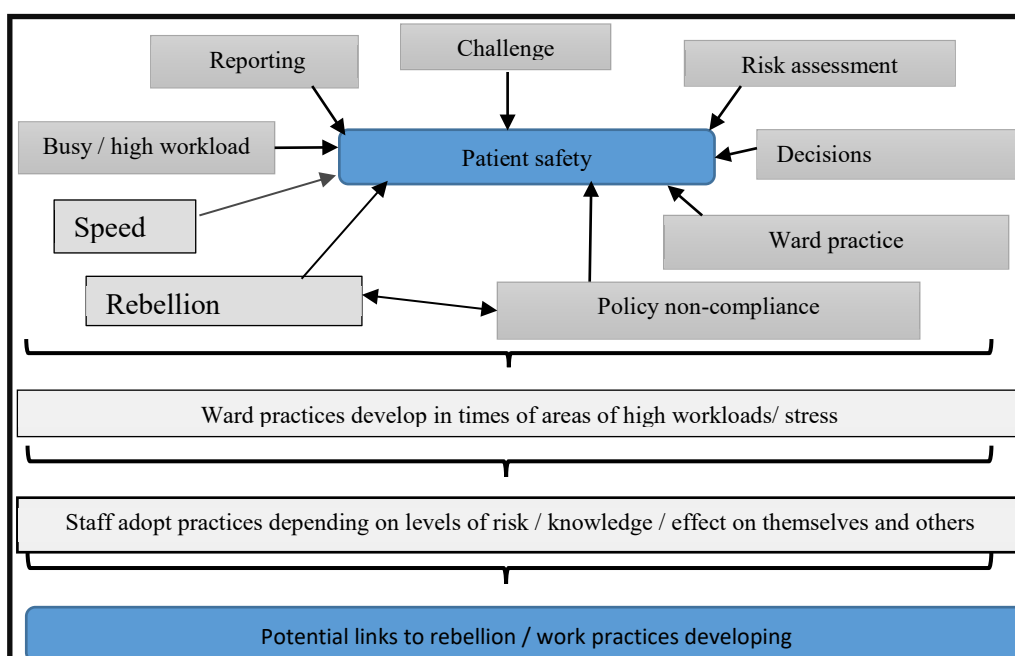 Challenge
Reporting
Risk assessment
Busy / high workload
Patient safety
Decisions
Speed
Ward practice
Rebellion
Policy non-compliance
Ward practices develop in times of areas of high workloads/ stress
Staff adopt practices depending on levels of risk / knowledge / effect on themselves and others
Potential links to rebellion / work practices developing